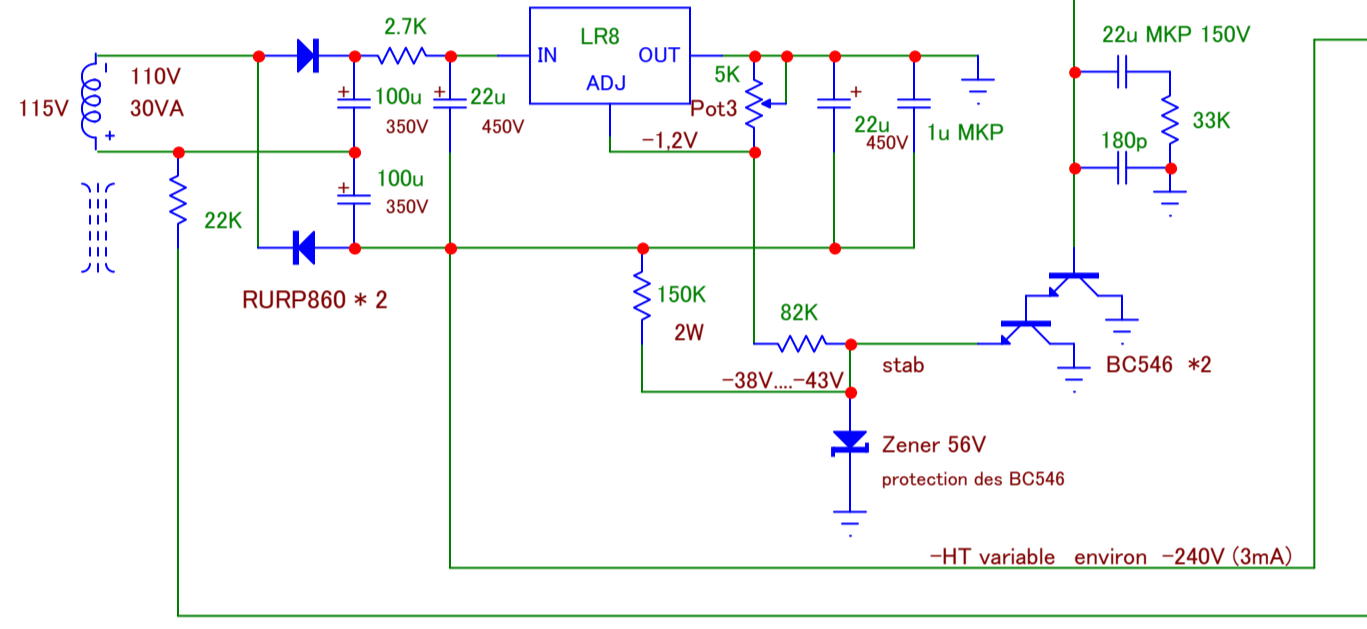 115V
110V
30VA
2.7K
+
100u
350V
+
22u
450V
LR8
IN
OUT
ADJ
5K
Pot3
−1,2V
+
22u
450V
1u MKP
22u MKP 150V
33K
180p
+
100u
350V
22K
RURP860 * 2
150K
2W
82K
−38V....−43V
stab
BC546 *2
Zener 56V
protection des BC546
−HT variable environ −240V (3mA)